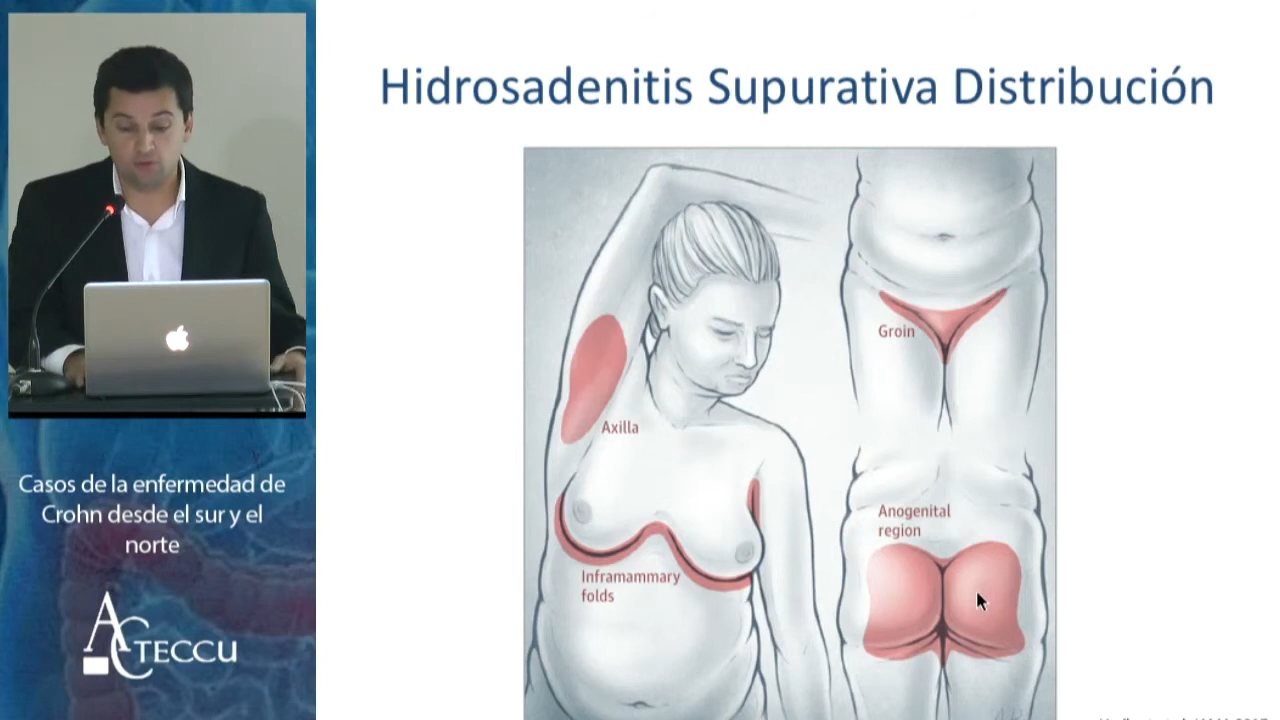 Hidrosadenitis Supurativa Distribución
Groin
Axilla
Anogenital
region
Inframammary
folds
Casos de la enfermedad de
Crohn desde el sur y el
norte
ACTECCU